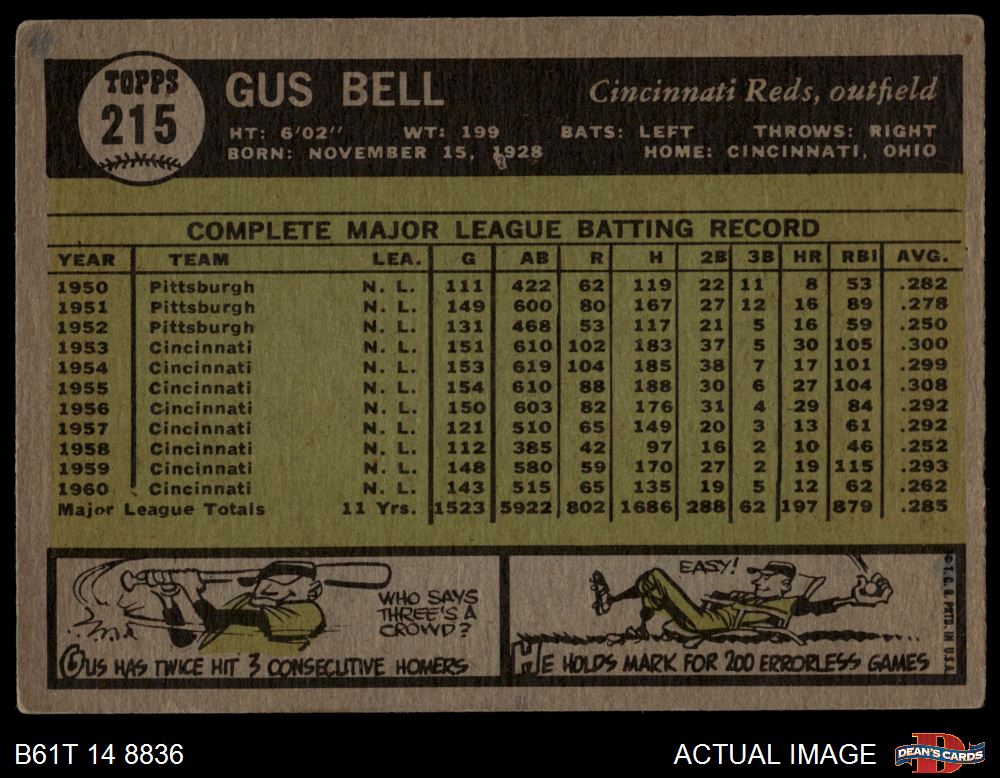 TOPPS
215
GUS BELL
Cincinnati Reds, outfield
HT: 6'02" WT: 199 BATS: LEFT THROWS: RIGHT
BORN: NOVEMBER 15, 1928 HOME: CINCINNATI, OHIO
COMPLETE MAJOR LEAGUE BATTING RECORD
YEAR TEAM LEA. G AB R H 2B 3B HR RBI AVG.
1950 Pittsburgh N. L. 111 422 62 119 22 11 8 53 .282
1951 Pittsburgh N. L. 149 600 80 167 27 12 16 89 .278
1952 Pittsburgh N. L. 131 468 53 117 21 5 16 59 .250
1953 Cincinnati N. L. 151 610 102 183 37 5 30 105 .300
1954 Cincinnati N. L. 153 619 104 185 38 7 17 101 .299
1955 Cincinnati N. L. 154 610 88 188 30 6 27 104 .308
1956 Cincinnati N. L. 150 603 82 176 31 4 29 84 .292
1957 Cincinnati N. L. 121 510 65 149 20 3 13 61 .292
1958 Cincinnati N. L. 112 385 42 97 16 2 10 46 .252
1959 Cincinnati N. L. 148 580 59 170 27 2 19 115 .293
1960 Cincinnati N. L. 143 515 65 135 19 5 12 62 .262
Major League Totals 11 Yrs. 1523 5922 802 1686 288 62 197 879 .285
WHO SAYS
THREE'S A
CROWD?
GUS HAS TWICE HIT 3 CONSECUTIVE HOMERS
EASY!
HE HOLDS MARK FOR 200 ERRORLESS GAMES
© T.C.G. PRTD. IN U.S.A.
B61T 14 8836
ACTUAL IMAGE
DEAN'S CARDS